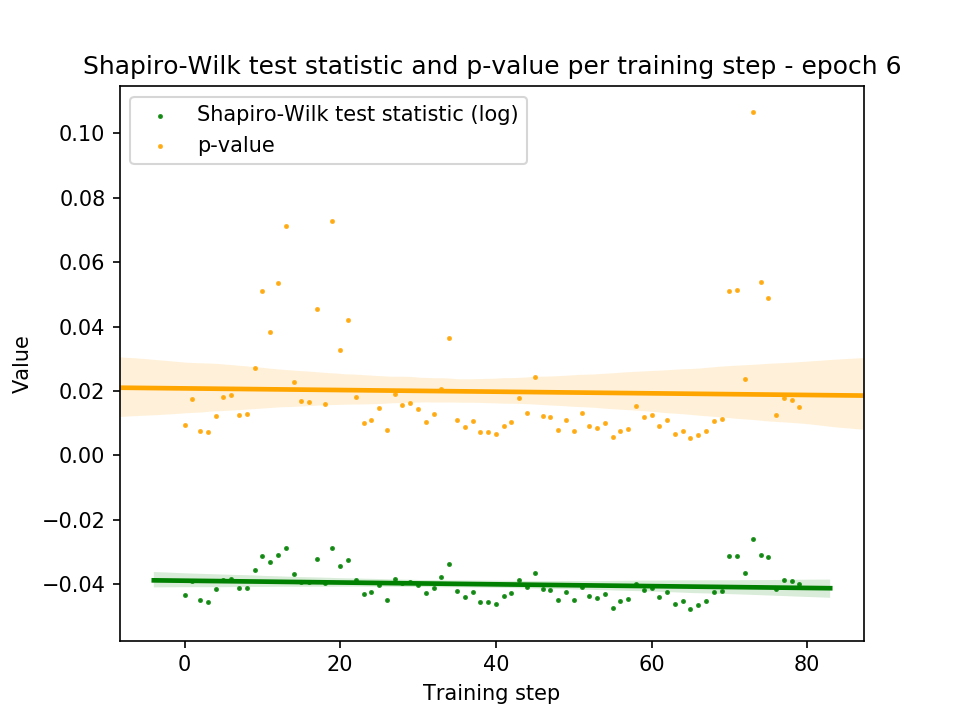 Shapiro-Wilk test statistic and p-value per training step - epoch 6
Shapiro-Wilk test statistic (log)
p-value
0.10
0.08
0.06
0.04
0.02
0.00
−0.02
−0.04
Value
0 20 40 60 80
Training step